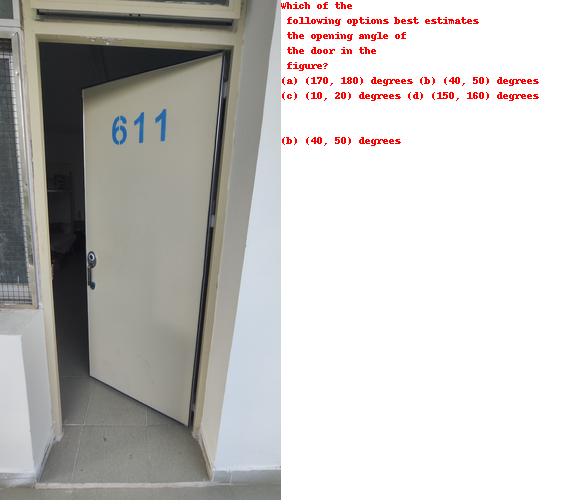 611
Which of the
following options best estimates
the opening angle of
the door in the
figure?
(a) (170, 180) degrees (b) (40, 50) degrees
(c) (10, 20) degrees (d) (150, 160) degrees
(b) (40, 50) degrees